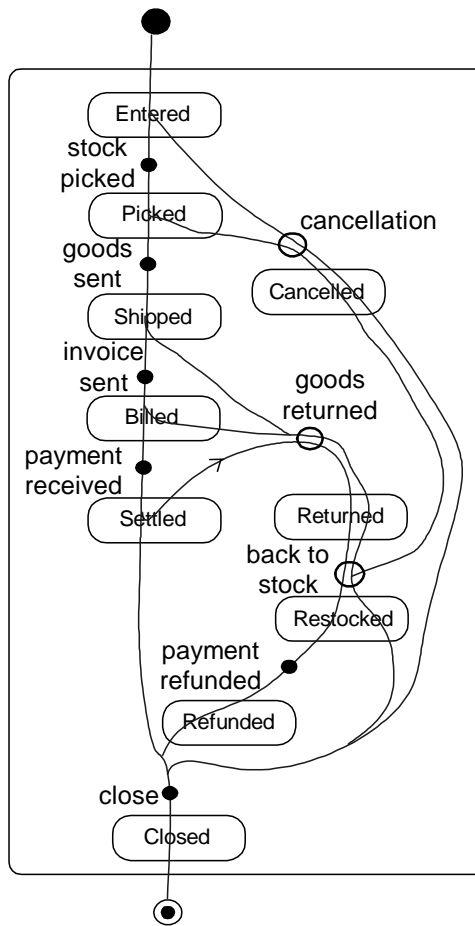 Entered
stock
picked
Picked
cancellation
goods
sent
Cancelled
Shipped
invoice
sent
goods
returned
Billed
payment
received
Settled
Returned
back to
stock
Restocked
payment
refunded
Refunded
close
Closed